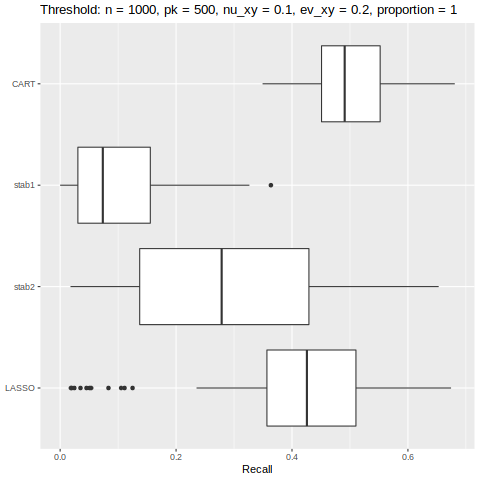 Threshold: n = 1000, pk = 500, nu_xy = 0.1, ev_xy = 0.2, proportion = 1
CART
stab1
stab2
LASSO
0.0 0.2 0.4 0.6
Recall